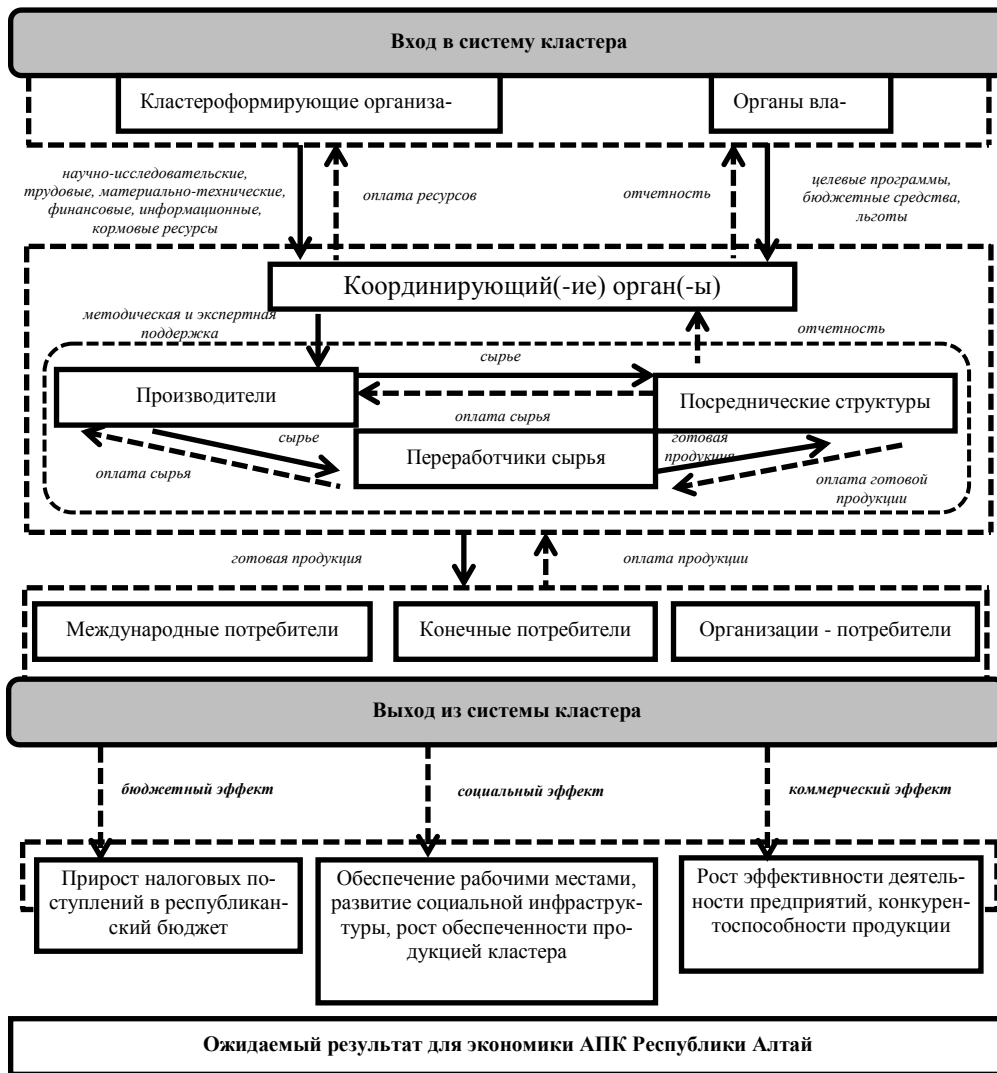 Вход в систему кластера
Кластероформирующие организа-
Органы вла-
научно-исследовательские,
трудовые, материально-технические,
финансовые, информационные,
кормовые ресурсы
оплата ресурсов
отчетность
целевые программы,
бюджетные средства,
льготы
Координирующий(-ие) орган(-ы)
методическая и экспертная
поддержка
отчетность
сырье
Производители
Посреднические структуры
оплата сырья
сырье
оплата сырья
Переработчики сырья
готовая
продукция
оплата готовой
продукции
готовая продукция
оплата продукции
Международные потребители
Конечные потребители
Организации - потребители
Выход из системы кластера
бюджетный эффект
социальный эффект
коммерческий эффект
Прирост налоговых по-
ступлений в республикан-
ский бюджет
Обеспечение рабочими местами,
развитие социальной инфраструк-
туры, рост обеспеченности про-
дукцией кластера
Рост эффективности деятель-
ности предприятий, конкурен-
тоспособности продукции
Ожидаемый результат для экономики АПК Республики Алтай